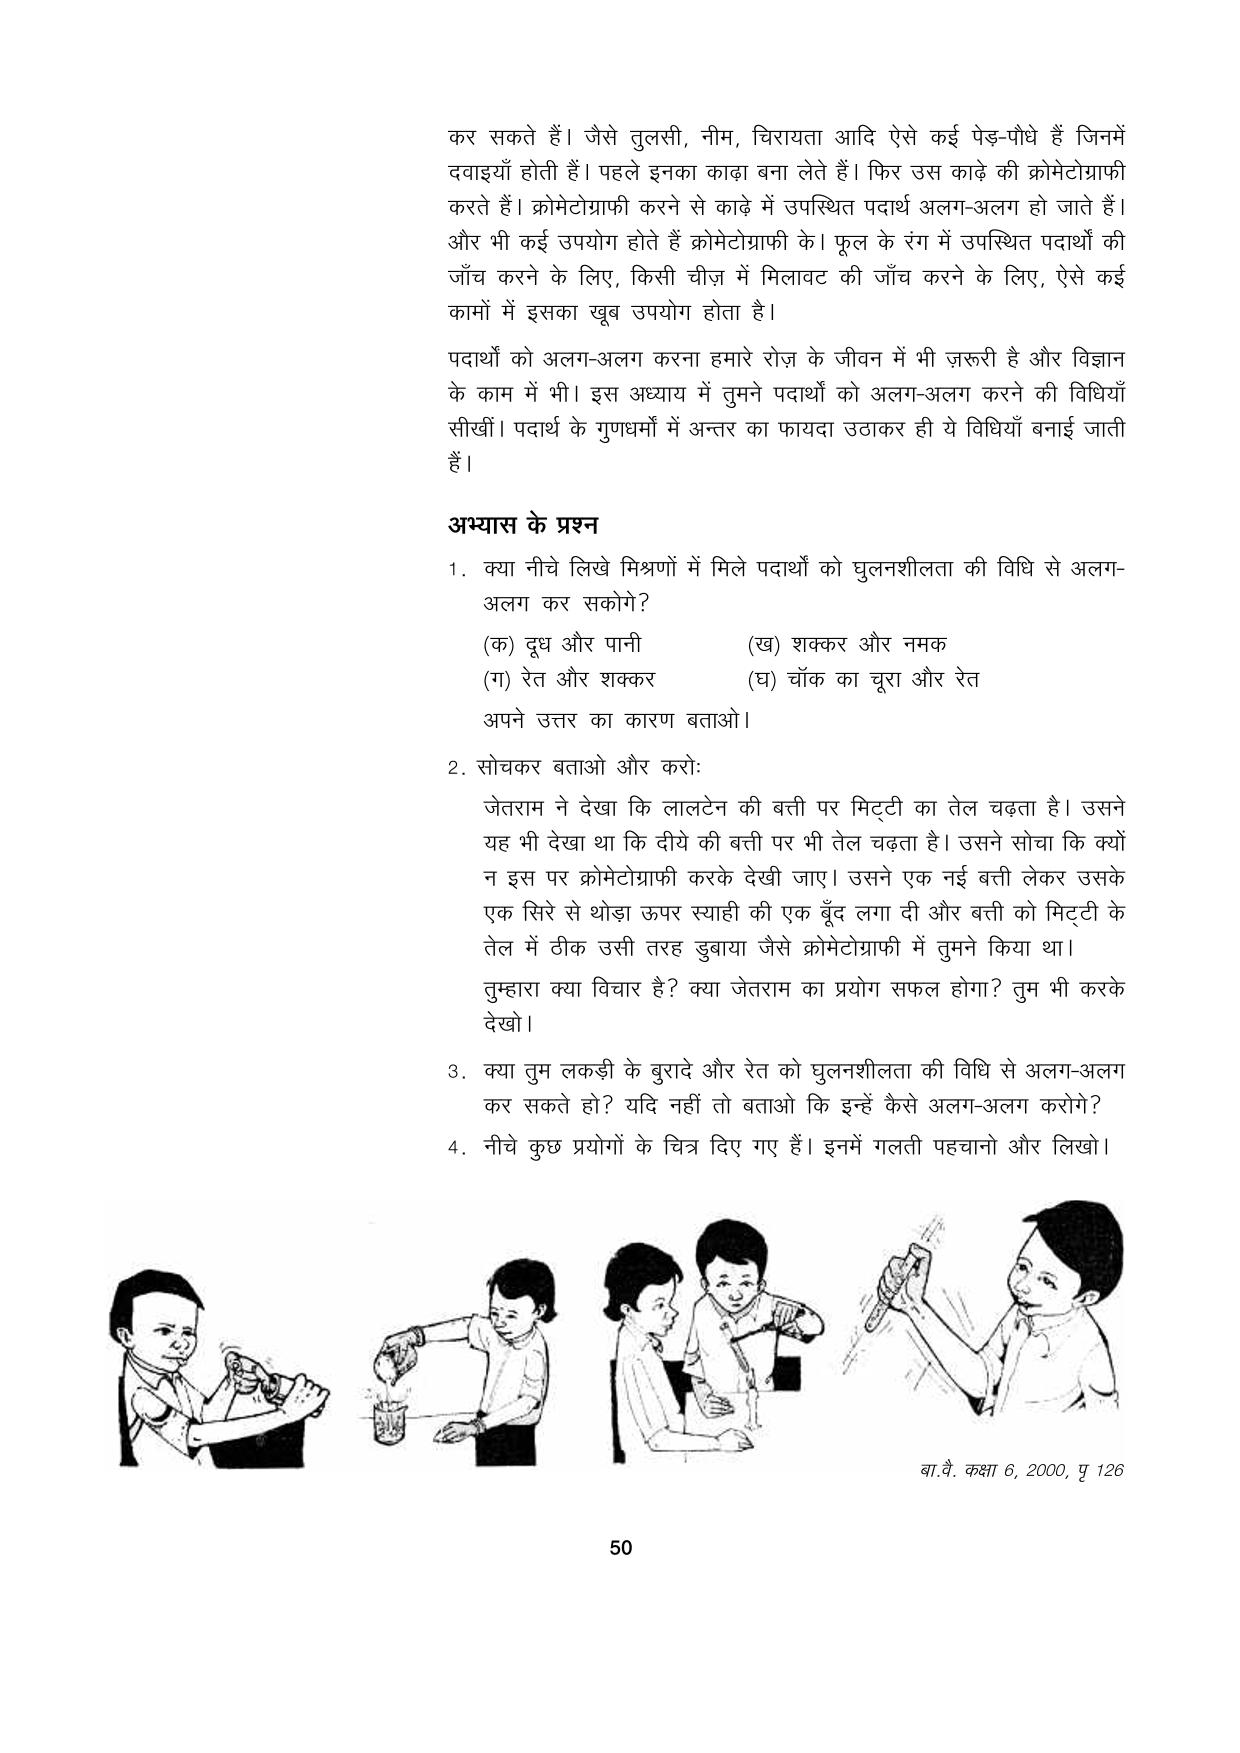 कर सकते हैं। जैसे तुलसी, नीम, चिरायता आदि ऐसे कई पेड़-पौधे हैं जिनमें
दवाइयाँ होती हैं। पहले इनका काढ़ा बना लेते हैं। फिर उस काढ़े की क्रोमेटोग्राफी
करते हैं। क्रोमेटोग्राफी करने से काढ़े में उपस्थित पदार्थ अलग-अलग हो जाते हैं।
और भी कई उपयोग होते हैं क्रोमेटोग्राफी के। फूल के रंग में उपस्थित पदार्थों की
जाँच करने के लिए, किसी चीज़ में मिलावट की जाँच करने के लिए, ऐसे कई
कामों में इसका खूब उपयोग होता है।
पदार्थों को अलग-अलग करना हमारे रोज़ के जीवन में भी ज़रूरी है और विज्ञान
के काम में भी। इस अध्याय में तुमने पदार्थों को अलग-अलग करने की विधियाँ
सीखीं। पदार्थ के गुणधर्मों में अन्तर का फायदा उठाकर ही ये विधियाँ बनाई जाती
हैं।
अभ्यास के प्रश्न
1. क्या नीचे लिखे मिश्रणों में मिले पदार्थों को घुलनशीलता की विधि से अलग-
अलग कर सकोगे?
(क) दूध और पानी (ख) शक्कर और नमक
(ग) रेत और शक्कर (घ) चॉक का चूरा और रेत
अपने उत्तर का कारण बताओ।
2. सोचकर बताओ और करोः
जेतराम ने देखा कि लालटेन की बत्ती पर मिट्टी का तेल चढ़ता है। उसने
यह भी देखा था कि दीये की बत्ती पर भी तेल चढ़ता है। उसने सोचा कि क्यों
न इस पर क्रोमेटोग्राफी करके देखी जाए। उसने एक नई बत्ती लेकर उसके
एक सिरे से थोड़ा ऊपर स्याही की एक बूँद लगा दी और बत्ती को मिट्टी के
तेल में ठीक उसी तरह डुबाया जैसे क्रोमेटोग्राफी में तुमने किया था।
तुम्हारा क्या विचार है? क्या जेतराम का प्रयोग सफल होगा? तुम भी करके
देखो।
3. क्या तुम लकड़ी के बुरादे और रेत को घुलनशीलता की विधि से अलग-अलग
कर सकते हो? यदि नहीं तो बताओ कि इन्हें कैसे अलग-अलग करोगे?
4. नीचे कुछ प्रयोगों के चित्र दिए गए हैं। इनमें गलती पहचानो और लिखो।
बा.वै. कक्षा 6, 2000, पृ 126
50